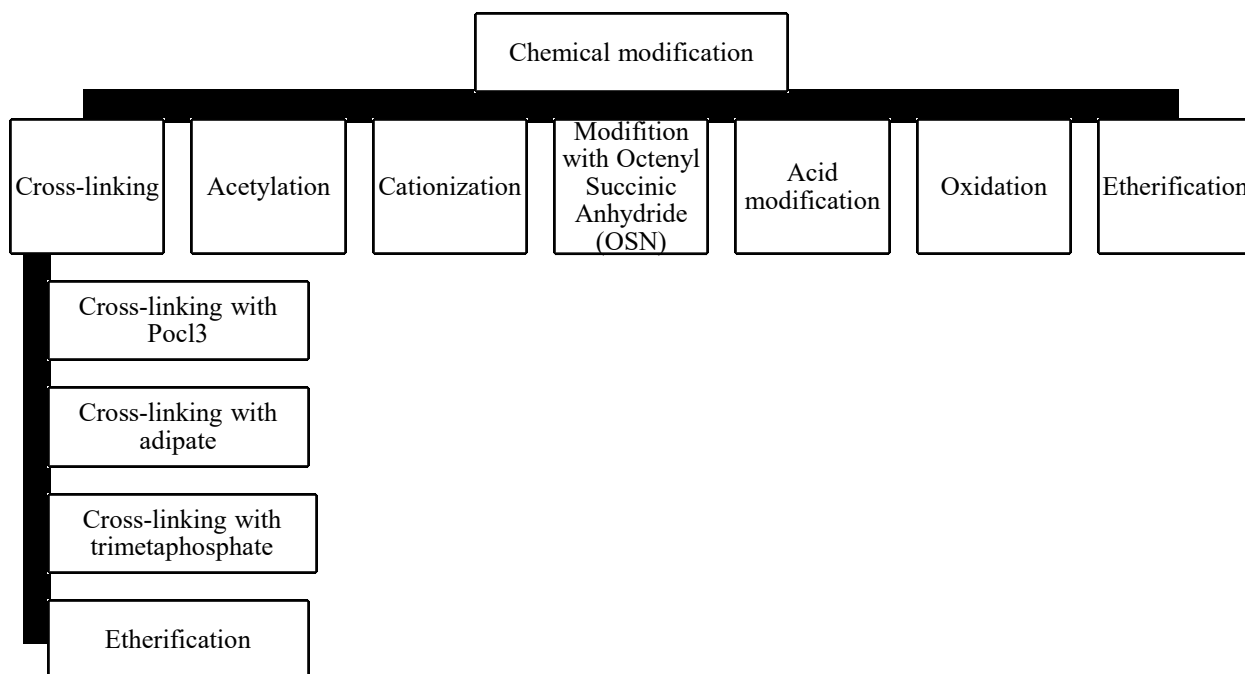 Chemical modification
Cross-linking
Acetylation
Cationization
Modifition
with Octenyl
Succinic
Anhydride
(OSN)
Acid
modification
Oxidation
Etherification
Cross-linking with
Pocl3
Cross-linking with
adipate
Cross-linking with
trimetaphosphate
Etherification